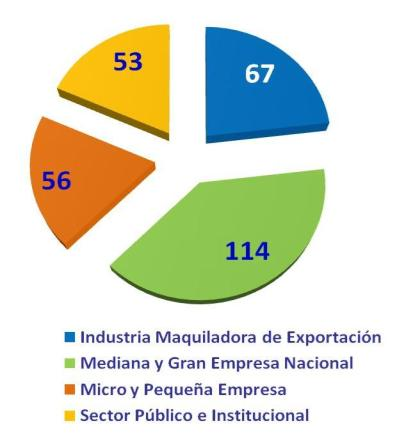 53
67
56
114
Industria Maquiladora de Exportación
Mediana y Gran Empresa Nacional
Micro y Pequeña Empresa
Sector Público e Institucional